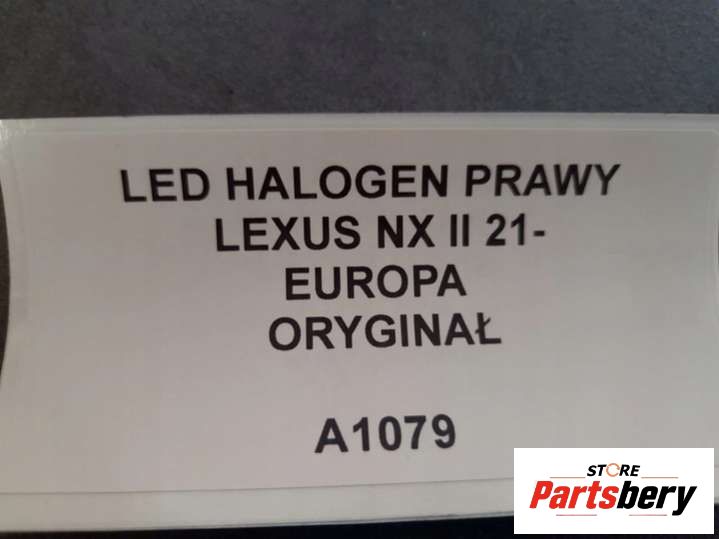 LED HALOGEN PRAWY
LEXUS NX II 21-
EUROPA
ORYGINAŁ
A1079
STORE
Partsbery